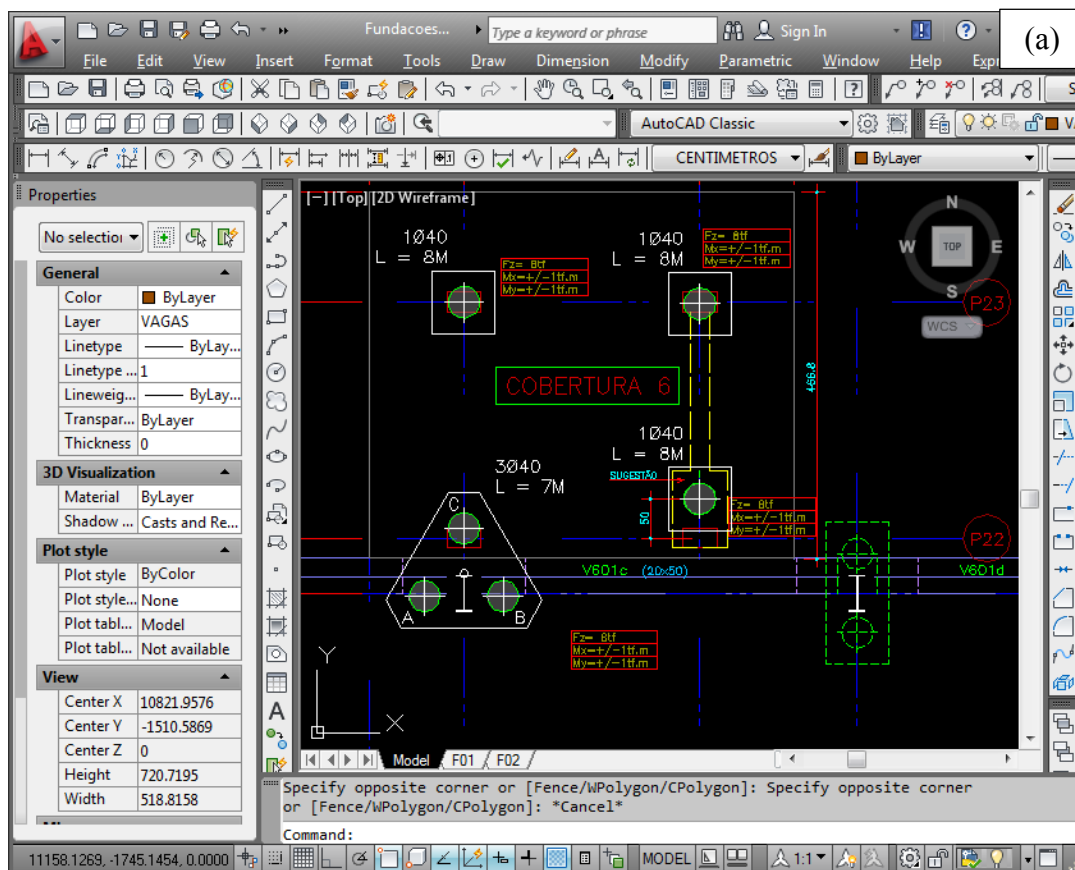 Fundacoes...
Type a keyword or phrase
Sign In
(a)
File Edit View Insert Format Tools Draw Dimension Modify Parametric Window Help Expr
AutoCAD Classic
CENTIMETROS
ByLayer
Properties
No selectior
General
Color ByLayer
Layer VAGAS
Linetype ByLay...
Linetype ... 1
Lineweig... ByLay...
Transpar... ByLayer
Thickness 0
3D Visualization
Material ByLayer
Shadow ... Casts and Re...
Plot style
Plot style ByColor
Plot style... None
Plot tabl... Model
Plot tabl... Not available
View
Center X 10821.9576
Center Y -1510.5869
Center Z 0
Height 720.7195
Width 518.8158
[−] [Top] [2D Wireframe]
N
W TOP E
S
WCS
1Ø40
L = 8M
Fz= 8tf
Mx=+/-1tf.m
My=+/-1tf.m
1Ø40
L = 8M
Fz= 8tf
Mx=+/-1tf.m
My=+/-1tf.m
P23
466.8
COBERTURA 6
1Ø40
L = 8M
SUGESTÃO
50
Fz= 8tf
Mx=+/-1tf.m
My=+/-1tf.m
3Ø40
L = 7M
C
A
B
P22
V601c (20x50)
V601d
Fz= 8tf
Mx=+/-1tf.m
My=+/-1tf.m
Y
X
Model F01 F02
Specify opposite corner or [Fence/WPolygon/CPolygon]: Specify opposite corner
or [Fence/WPolygon/CPolygon]: *Cancel*
Command:
11158.1269, -1745.1454, 0.0000
MODEL
1:1